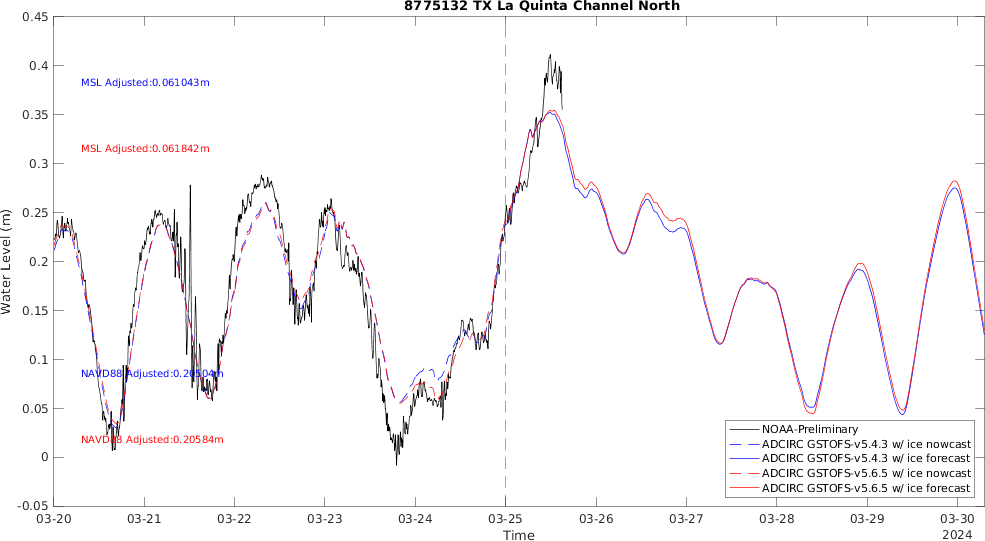 8775132 TX La Quinta Channel North
0.45
0.4
0.35
0.3
0.25
0.2
0.15
0.1
0.05
0
-0.05
Water Level (m)
MSL Adjusted:0.061043m
MSL Adjusted:0.061842m
NAVD88 Adjusted:0.20504m
NAVD88 Adjusted:0.20584m
NOAA-Preliminary
ADCIRC GSTOFS-v5.4.3 w/ ice nowcast
ADCIRC GSTOFS-v5.4.3 w/ ice forecast
ADCIRC GSTOFS-v5.6.5 w/ ice nowcast
ADCIRC GSTOFS-v5.6.5 w/ ice forecast
03-20 03-21 03-22 03-23 03-24 03-25 03-26 03-27 03-28 03-29 03-30
Time
2024